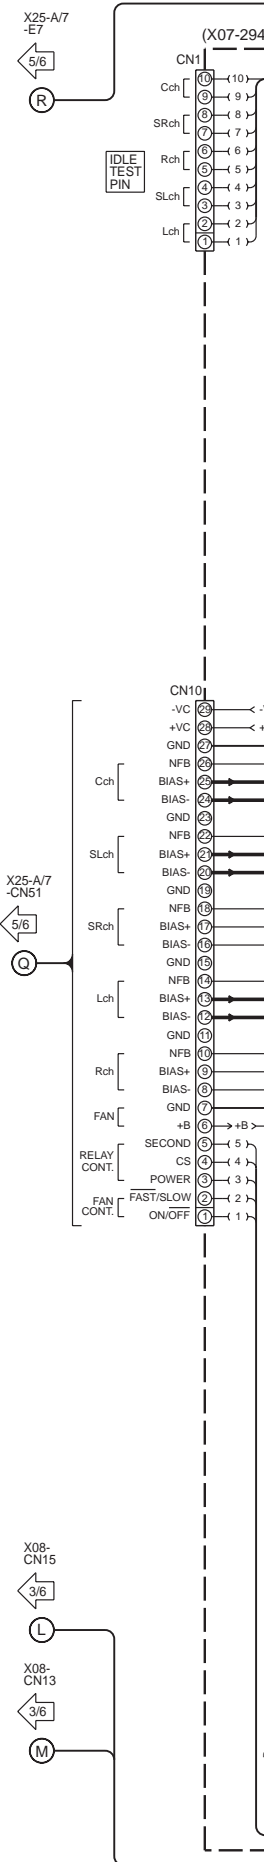 X25-A/7
-E7
5/6
R
(X07-294
CN1
Cch
10 (10)
9 (9)
SRch
8 (8)
7 (7)
IDLE
TEST
PIN
Rch
6 (6)
5 (5)
SLch
4 (4)
3 (3)
Lch
2 (2)
1 (1)
CN10
-VC 29
+VC 28
GND 27
Cch
NFB 26
BIAS+ 25
BIAS- 24
GND 23
SLch
NFB 22
BIAS+ 21
BIAS- 20
GND 19
X25-A/7
-CN51
5/6
Q
SRch
NFB 18
BIAS+ 17
BIAS- 16
GND 15
Lch
NFB 14
BIAS+ 13
BIAS- 12
GND 11
Rch
NFB 10
BIAS+ 9
BIAS- 8
FAN
GND 7
+B 6 +B
RELAY
CONT.
SECOND 5 (5)
CS 4 (4)
POWER 3 (3)
FAN
CONT.
FAST/SLOW 2 (2)
ON/OFF 1 (1)
X08-
CN15
3/6
L
X08-
CN13
3/6
M